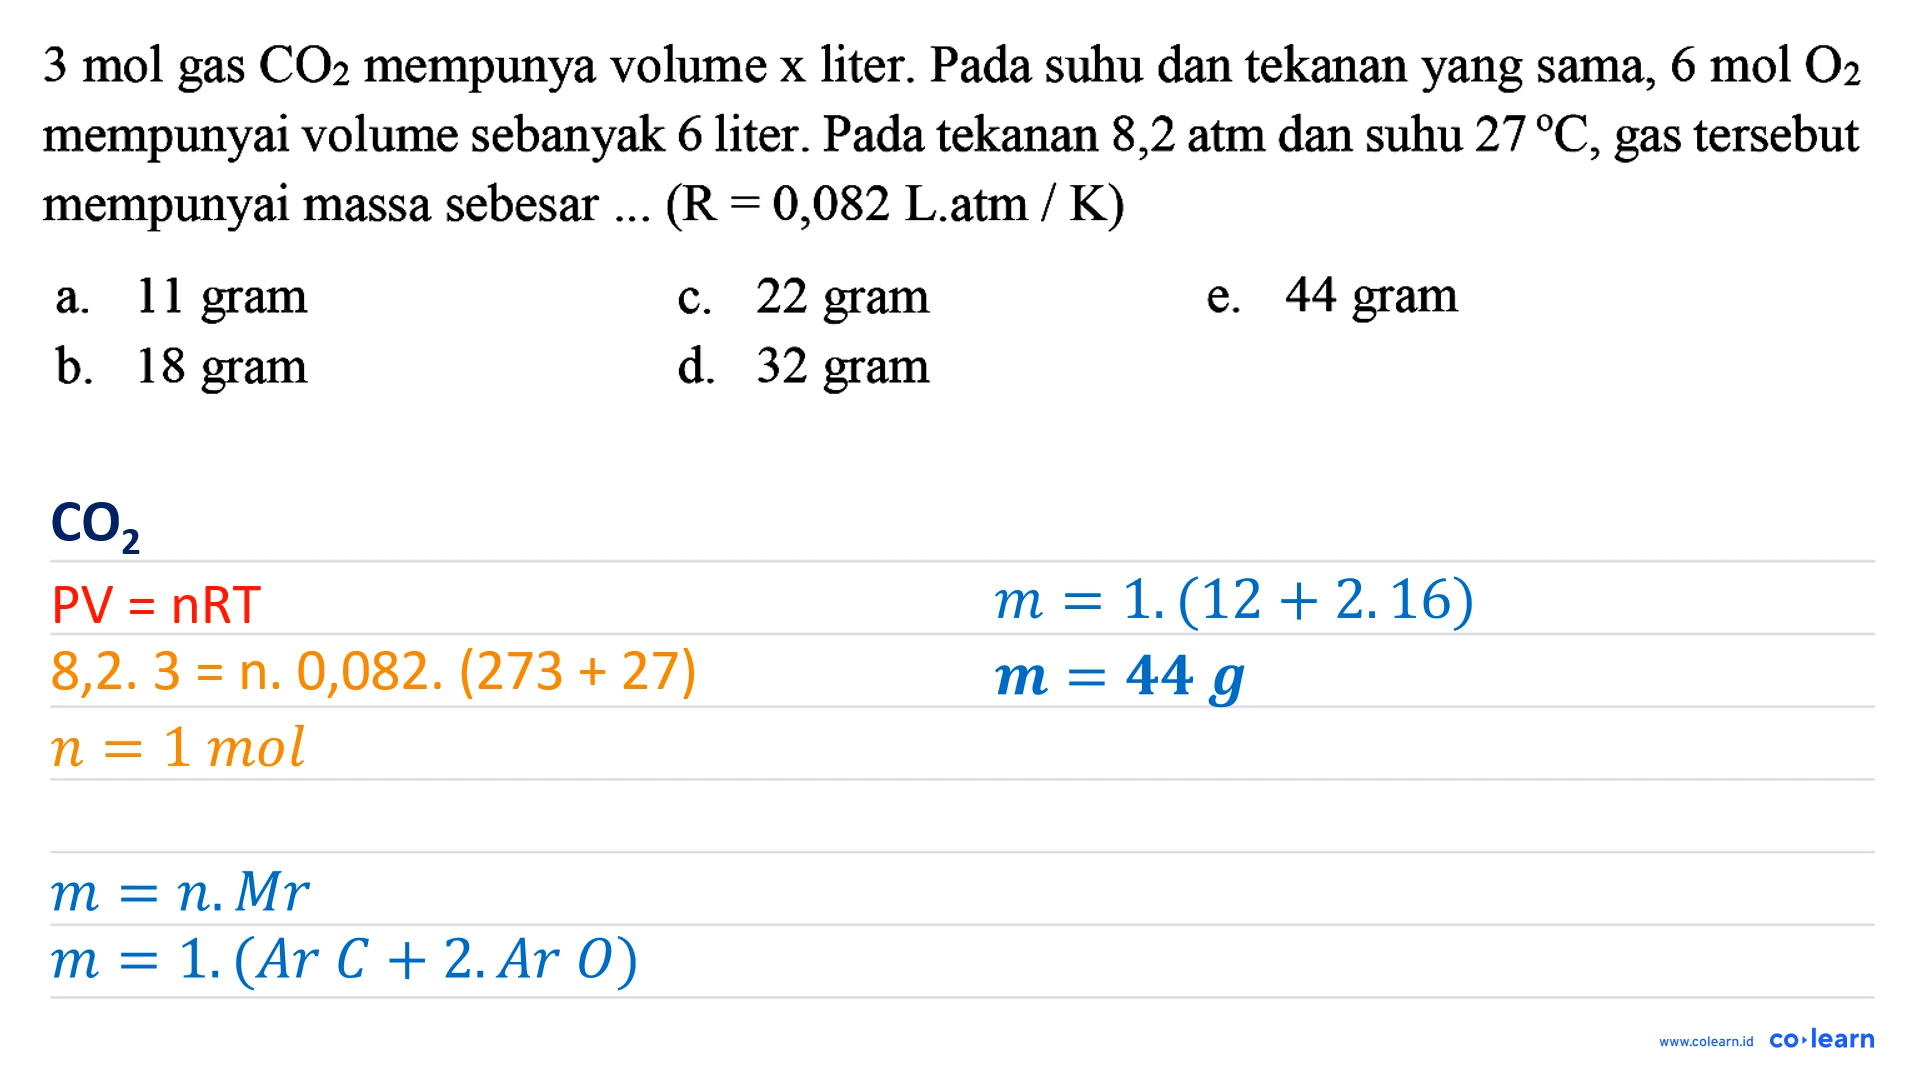 3 mol gas CO₂ mempunya volume x liter. Pada suhu dan tekanan yang sama, 6 mol O₂
mempunyai volume sebanyak 6 liter. Pada tekanan 8,2 atm dan suhu 27 °C, gas tersebut
mempunyai massa sebesar ... (R = 0,082 L.atm / K)
a. 11 gram c. 22 gram e. 44 gram
b. 18 gram d. 32 gram
CO₂
PV = nRT
8,2. 3 = n. 0,082. (273 + 27)
n = 1 mol
m = n. Mr
m = 1. (Ar C + 2. Ar O)
m = 1. (12 + 2. 16)
m = 44 g
www.colearn.id co learn